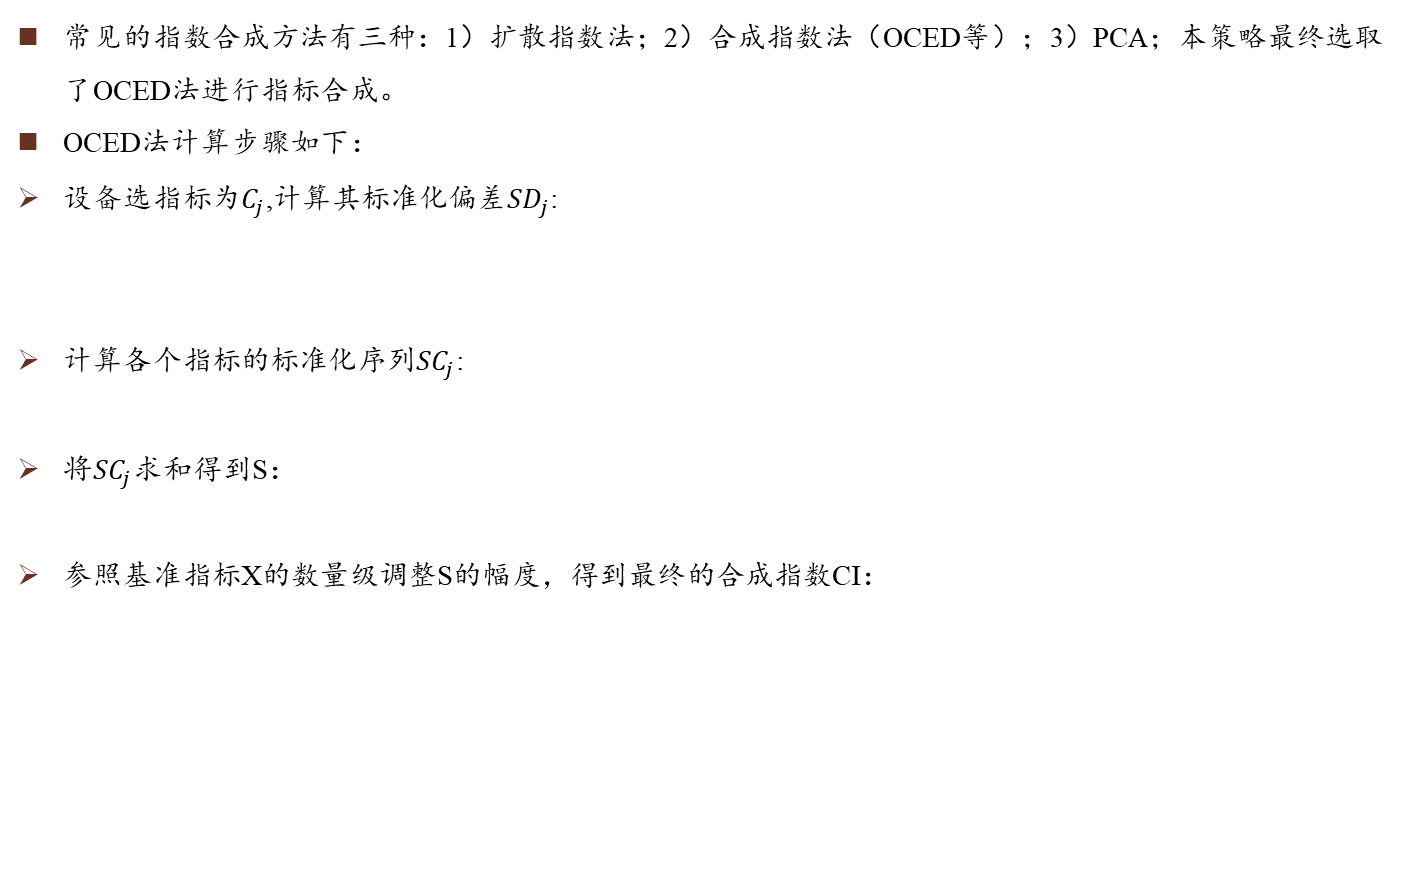 ■ 常见的指数合成方法有三种：1）扩散指数法；2）合成指数法（OCED等）；3）PCA；本策略最终选取
了OCED法进行指标合成。
■ OCED法计算步骤如下：
➢ 设备选指标为𝐶𝑗,计算其标准化偏差𝑆𝐷𝑗:
➢ 计算各个指标的标准化序列𝑆𝐶𝑗:
➢ 将𝑆𝐶𝑗求和得到S：
➢ 参照基准指标X的数量级调整S的幅度，得到最终的合成指数CI：